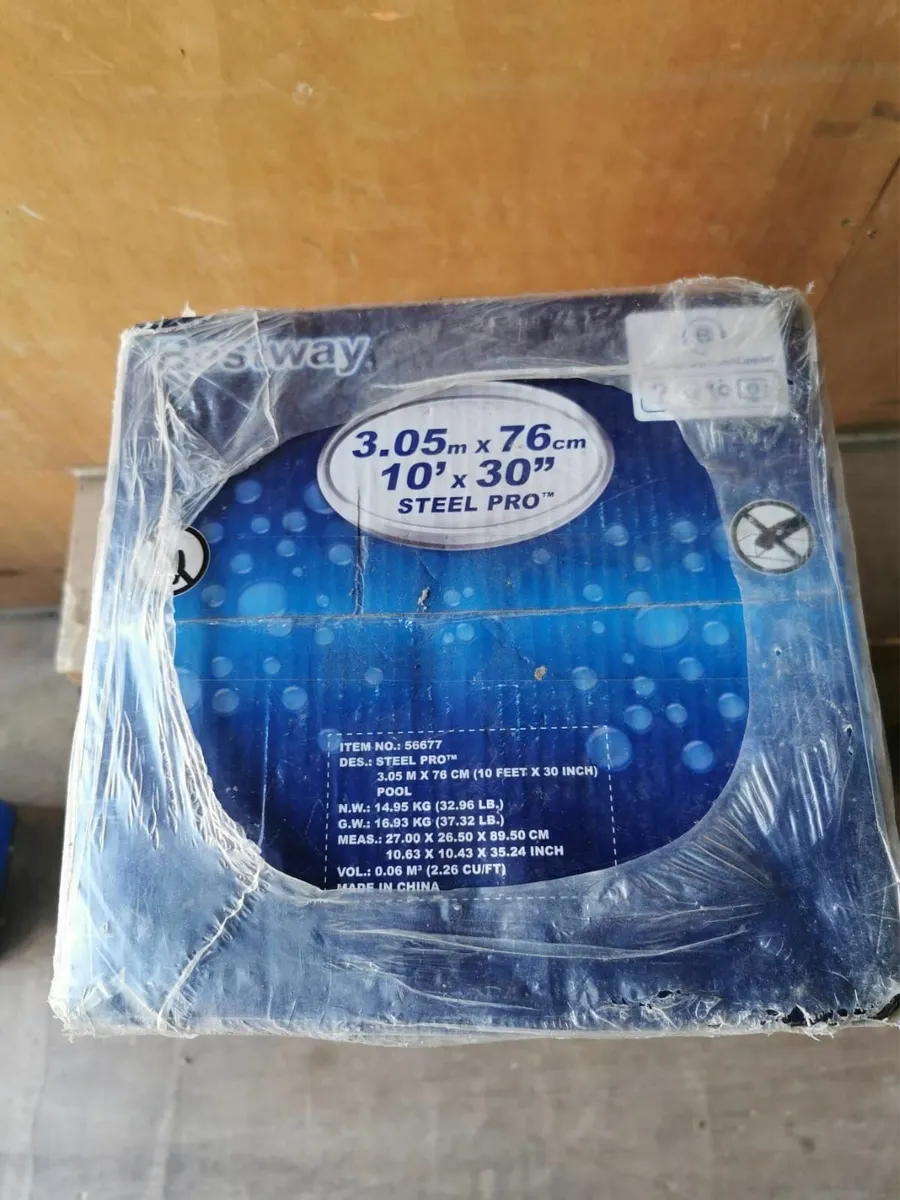 Bestway
3.05m x 76cm
10' x 30"
STEEL PRO™
ITEM NO.: 56677
DES.: STEEL PRO™
3.05 M X 76 CM (10 FEET X 30 INCH)
POOL
N.W.: 14.95 KG (32.96 LB.)
G.W.: 16.93 KG (37.32 LB.)
MEAS.: 27.00 X 26.50 X 89.50 CM
10.63 X 10.43 X 35.24 INCH
VOL.: 0.06 M³ (2.26 CU/FT)
MADE IN CHINA